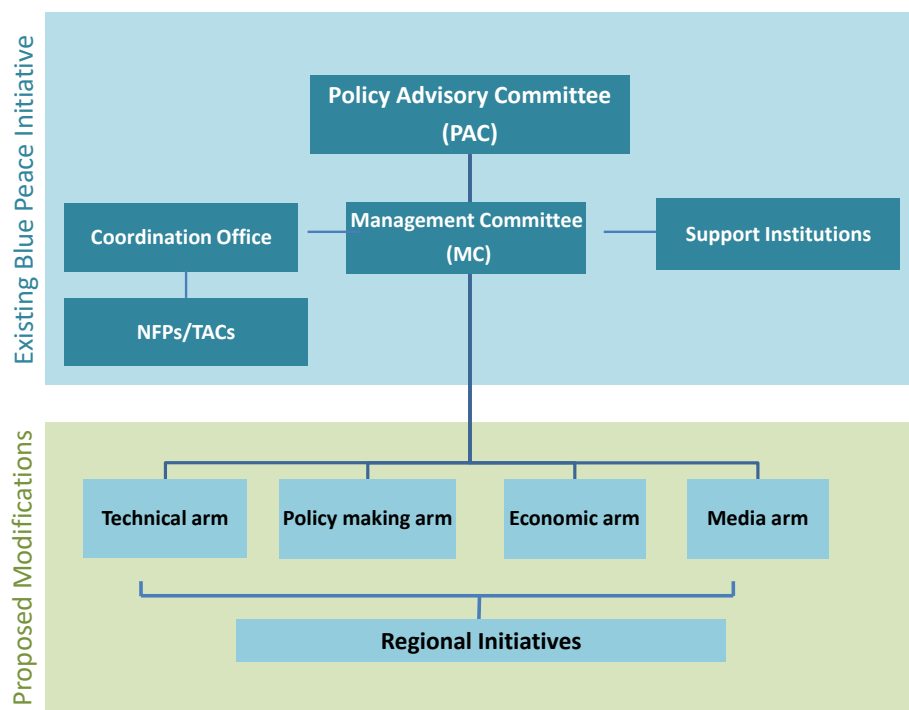 Existing Blue Peace Initiative
Policy Advisory Committee
(PAC)
Coordination Office
Management Committee
(MC)
Support Institutions
NFPs/TACs
Proposed Modifications
Technical arm
Policy making arm
Economic arm
Media arm
Regional Initiatives